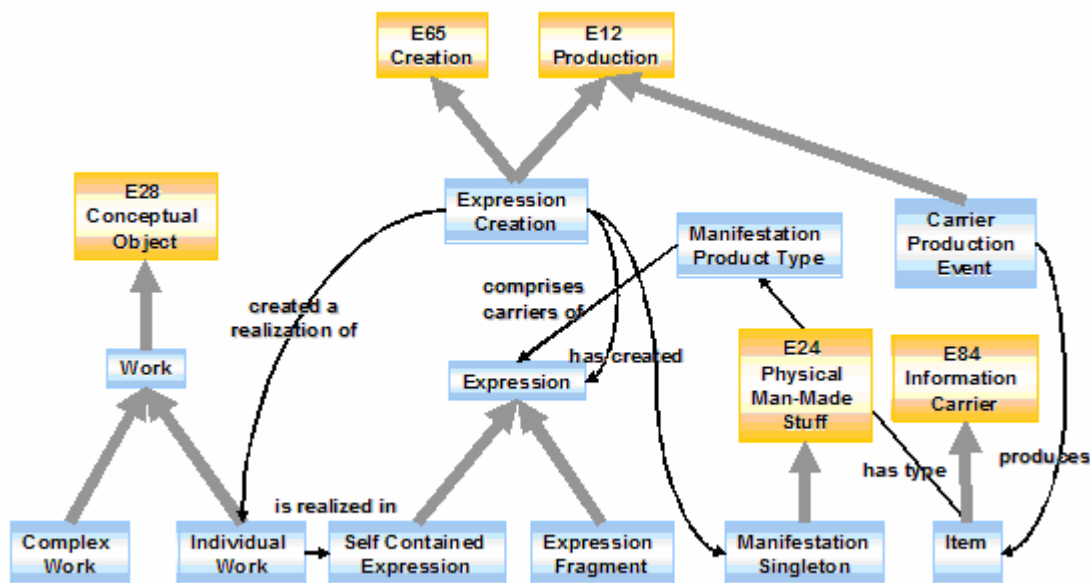 E65
Creation
E12
Production
E28
Conceptual
Object
Expression
Creation
Manifestation
Product Type
Carrier
Production
Event
created a
realization of
comprises
carriers of
has created
Work
Expression
E24
Physical
Man-Made
Stuff
E84
Information
Carrier
has type
produces
is realized in
Complex
Work
Individual
Work
Self Contained
Expression
Expression
Fragment
Manifestation
Singleton
Item